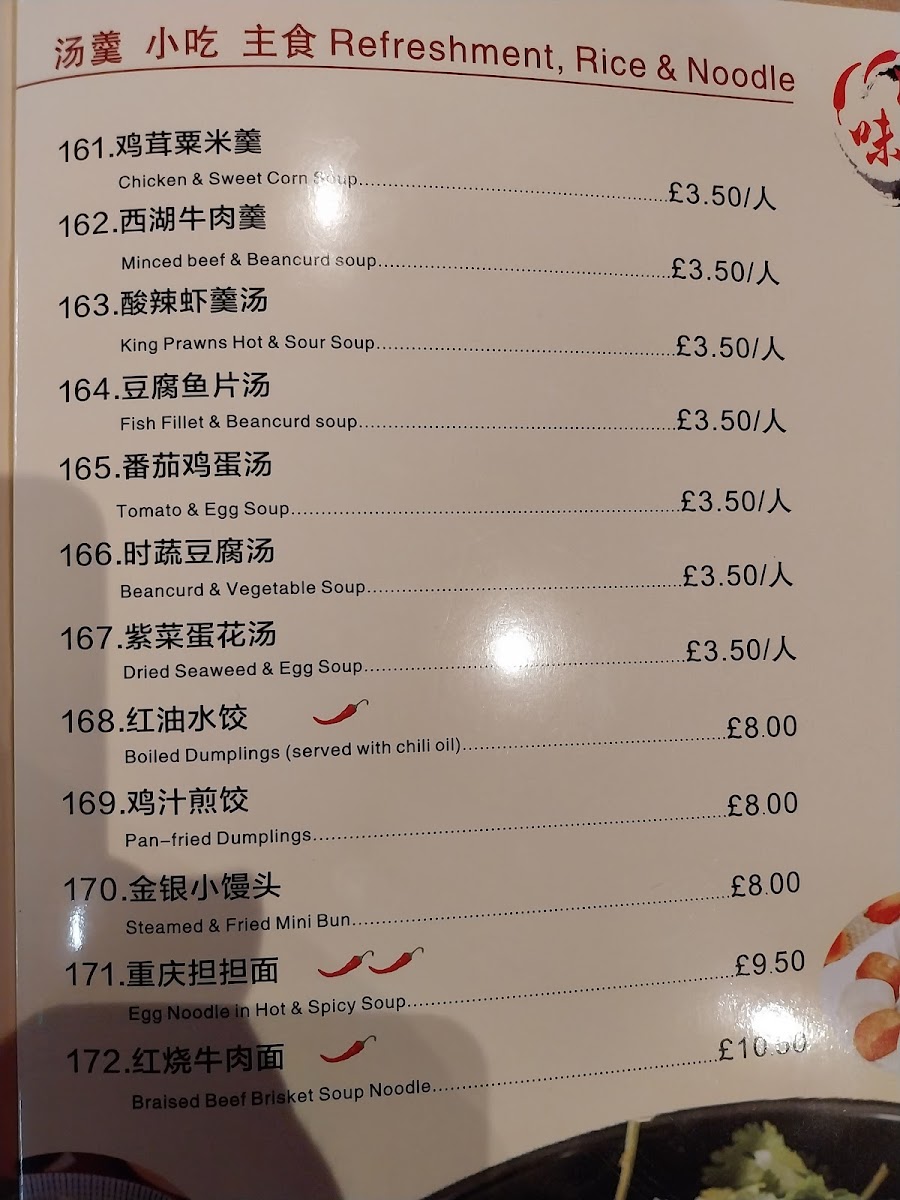 汤羹 小吃 主食 Refreshment, Rice & Noodle
味
161.鸡茸粟米羹
Chicken & Sweet Corn Soup........£3.50/人
162.西湖牛肉羹
Minced beef & Beancurd soup........£3.50/人
163.酸辣虾羹汤
King Prawns Hot & Sour Soup........£3.50/人
164.豆腐鱼片汤
Fish Fillet & Beancurd soup........£3.50/人
165.番茄鸡蛋汤
Tomato & Egg Soup........£3.50/人
166.时蔬豆腐汤
Beancurd & Vegetable Soup........£3.50/人
167.紫菜蛋花汤
Dried Seaweed & Egg Soup........£3.50/人
168.红油水饺
Boiled Dumplings (served with chili oil)........£8.00
169.鸡汁煎饺
Pan-fried Dumplings........£8.00
170.金银小馒头
Steamed & Fried Mini Bun........£8.00
171.重庆担担面
Egg Noodle in Hot & Spicy Soup........£9.50
172.红烧牛肉面
Braised Beef Brisket Soup Noodle........